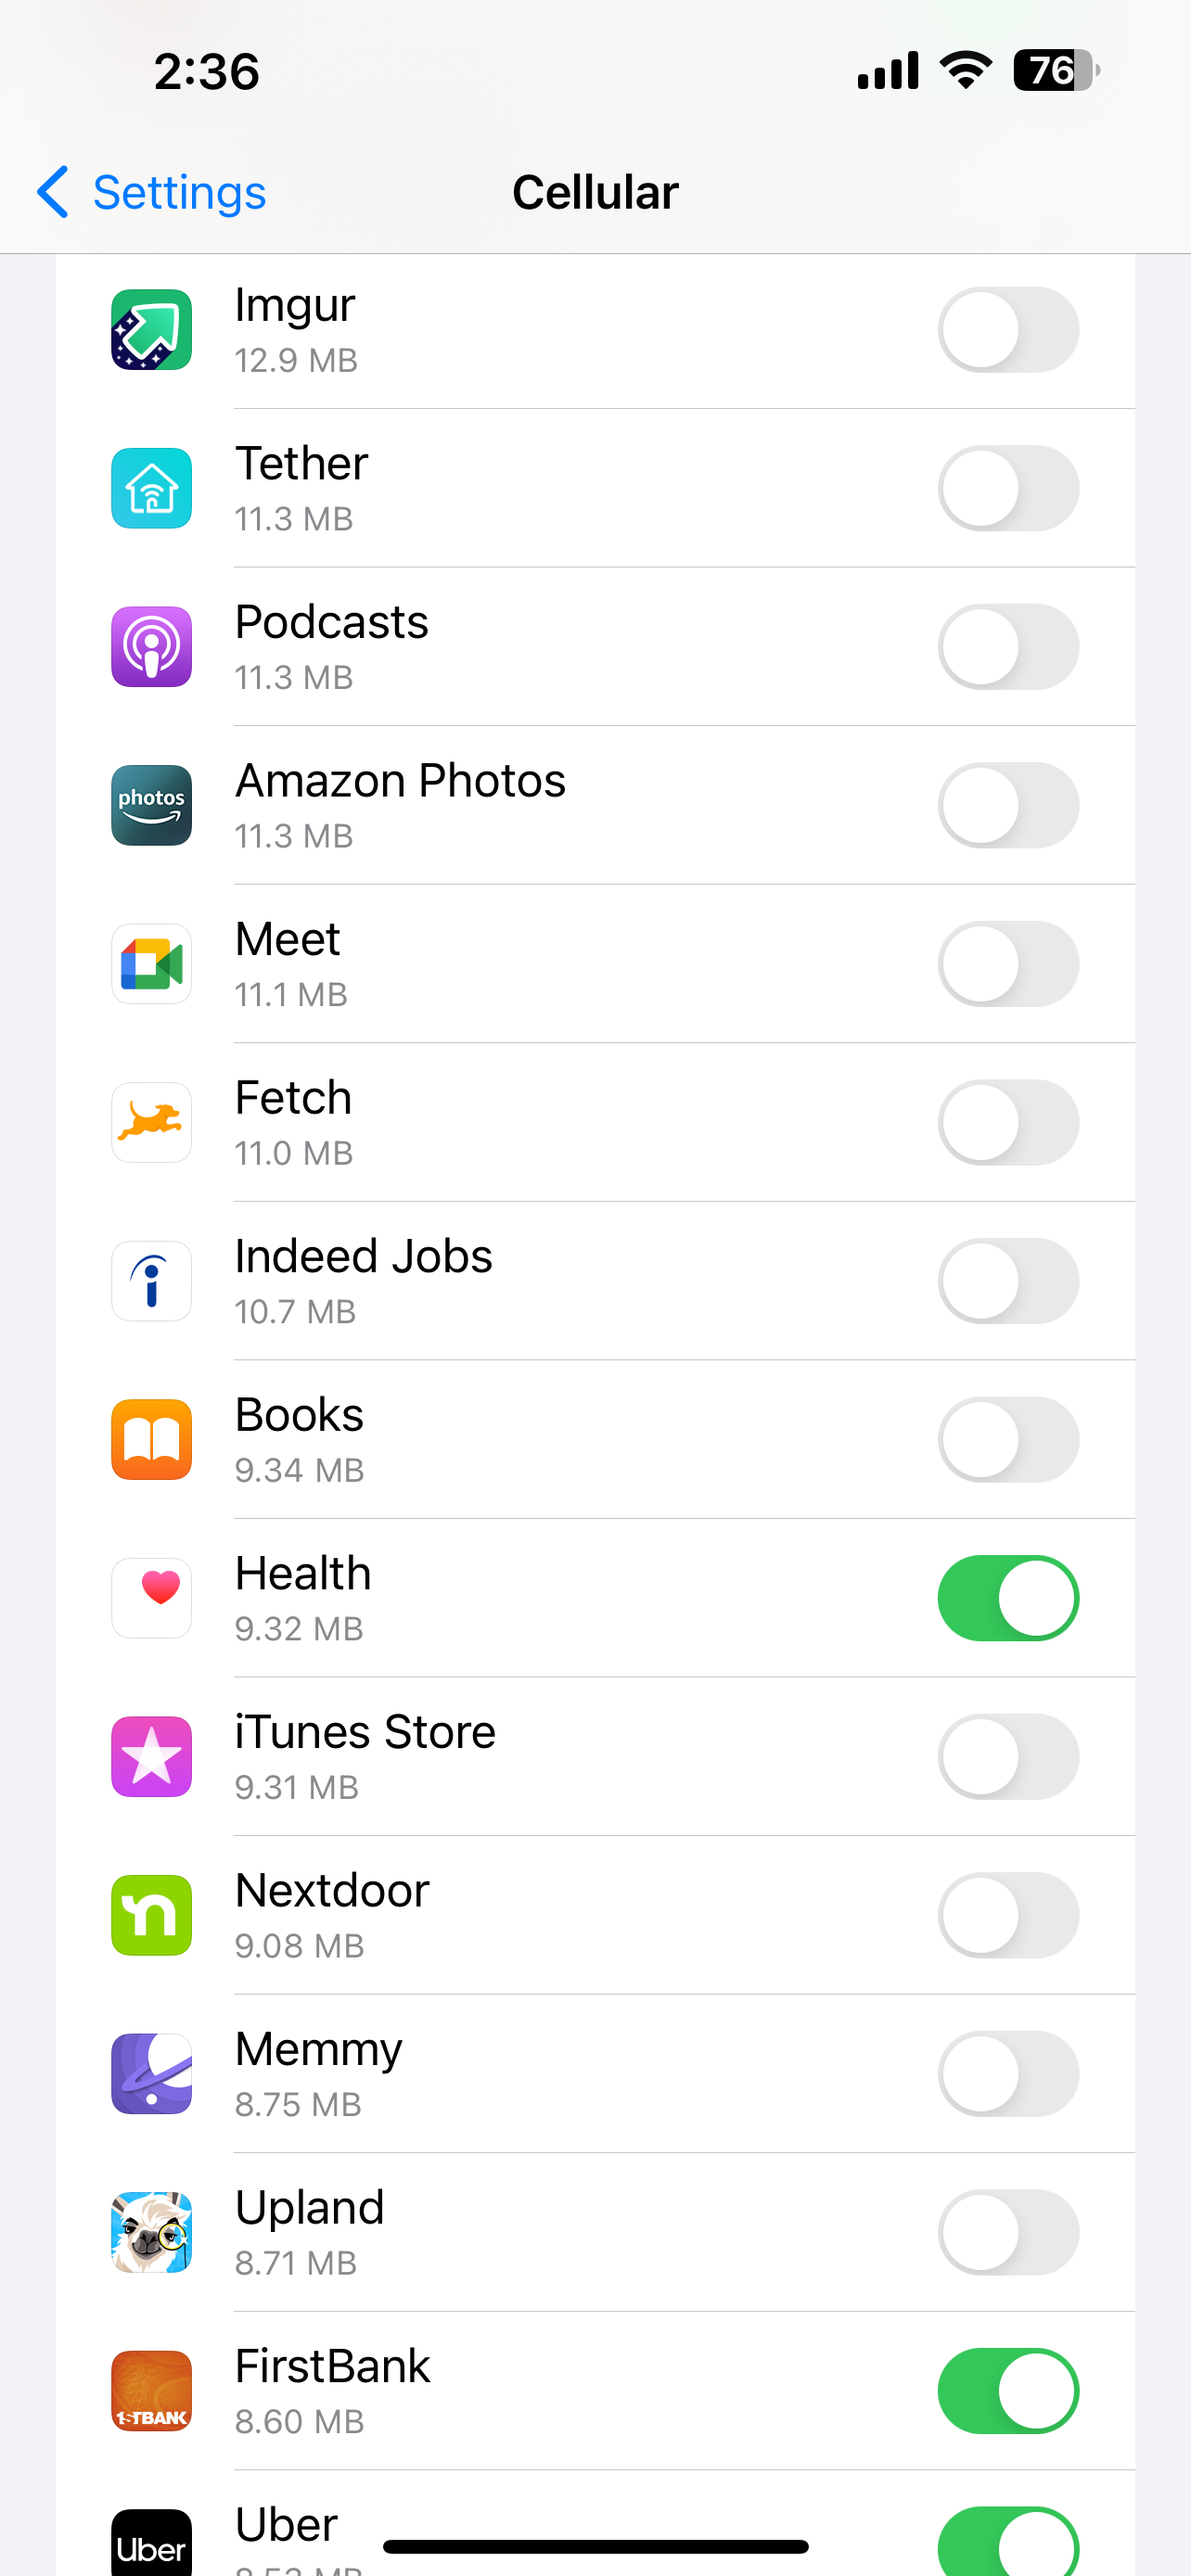 2:36
76
Settings
Cellular
Imgur
12.9 MB
Tether
11.3 MB
Podcasts
11.3 MB
photos
Amazon Photos
11.3 MB
Meet
11.1 MB
Fetch
11.0 MB
Indeed Jobs
10.7 MB
Books
9.34 MB
Health
9.32 MB
iTunes Store
9.31 MB
Nextdoor
9.08 MB
Memmy
8.75 MB
Upland
8.71 MB
1STBANK
FirstBank
8.60 MB
Uber
Uber